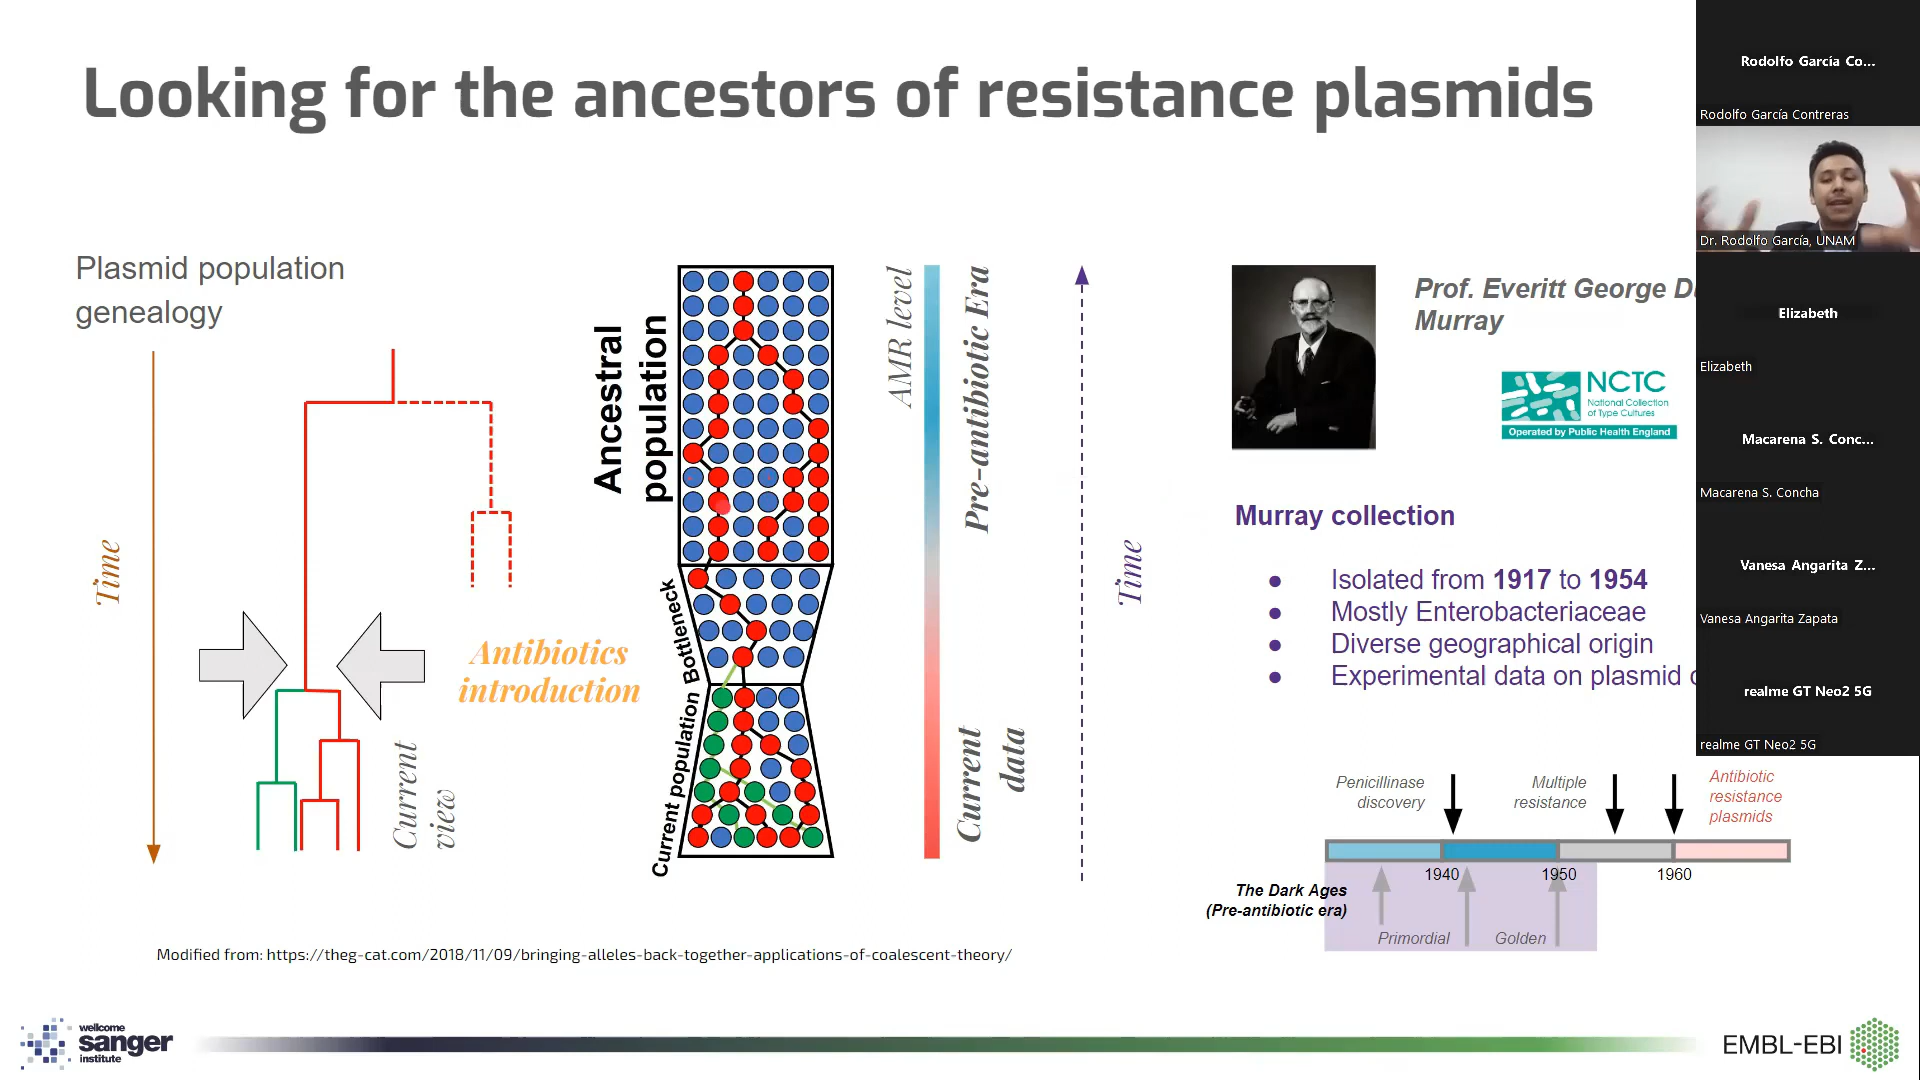 Looking for the ancestors of resistance plasmids
Plasmid population
genealogy
Time
Antibiotics
introduction
Current
view
Ancestral
population
Bottleneck
Current population
AMR level
Pre-antibiotic Era
Current
data
Time
Prof. Everitt George D
Murray
NCTC
National Collection
of Type Cultures
Operated by Public Health England
Murray collection
● Isolated from 1917 to 1954
● Mostly Enterobacteriaceae
● Diverse geographical origin
● Experimental data on plasmid
Penicillinase
discovery
Multiple
resistance
Antibiotic
resistance
plasmids
1940
1950
1960
The Dark Ages
(Pre-antibiotic era)
Primordial
Golden
Modified from: https://theg-cat.com/2018/11/09/bringing-alleles-back-together-applications-of-coalescent-theory/
wellcome
sanger
institute
EMBL-EBI
Rodolfo García Co...
Rodolfo García Contreras
Dr. Rodolfo García, UNAM
Elizabeth
Elizabeth
Macarena S. Conc...
Macarena S. Concha
Vanesa Angarita Z...
Vanesa Angarita Zapata
realme GT Neo2 5G
realme GT Neo2 5G